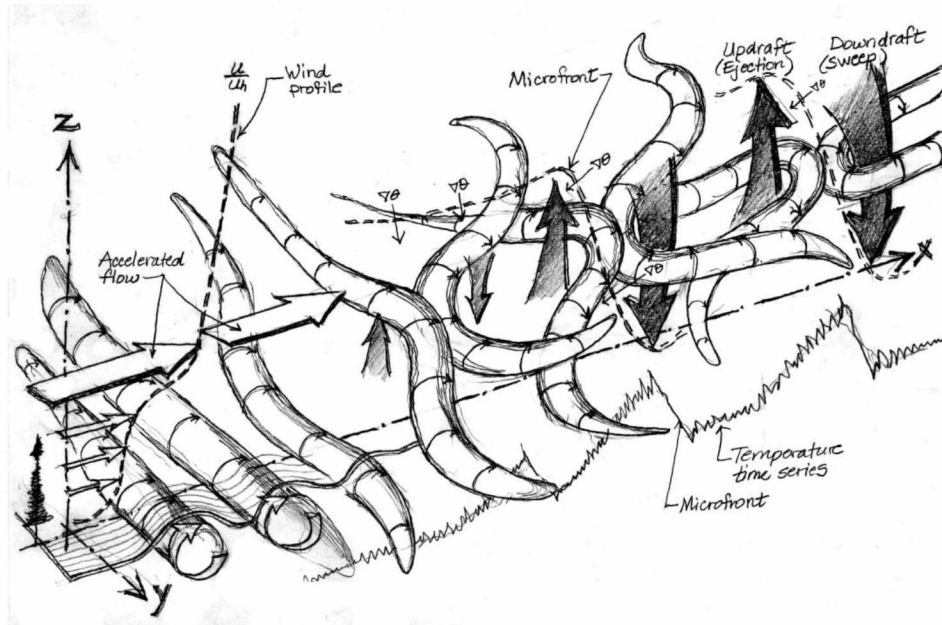 u
uh
Wind
profile
Z
Accelerated
flow
Microfront
Updraft
(Ejection)
Downdraft
(sweep)
∇θ
∇θ
∇θ
∇θ
∇θ
X
Temperature
time series
Microfront
Y